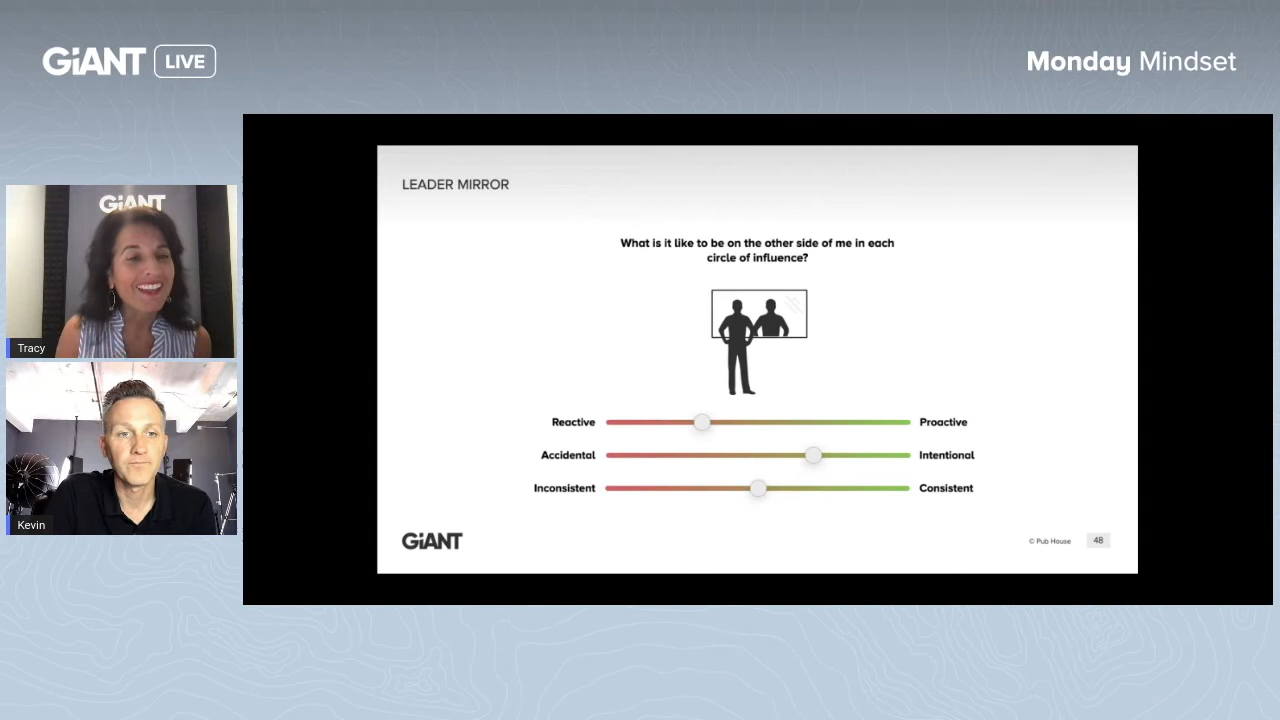 GiANT LIVE
Monday Mindset
GiANT
Tracy
Kevin
LEADER MIRROR
What is it like to be on the other side of me in each
circle of influence?
Reactive Proactive
Accidental Intentional
Inconsistent Consistent
GiANT
© Pub House 48